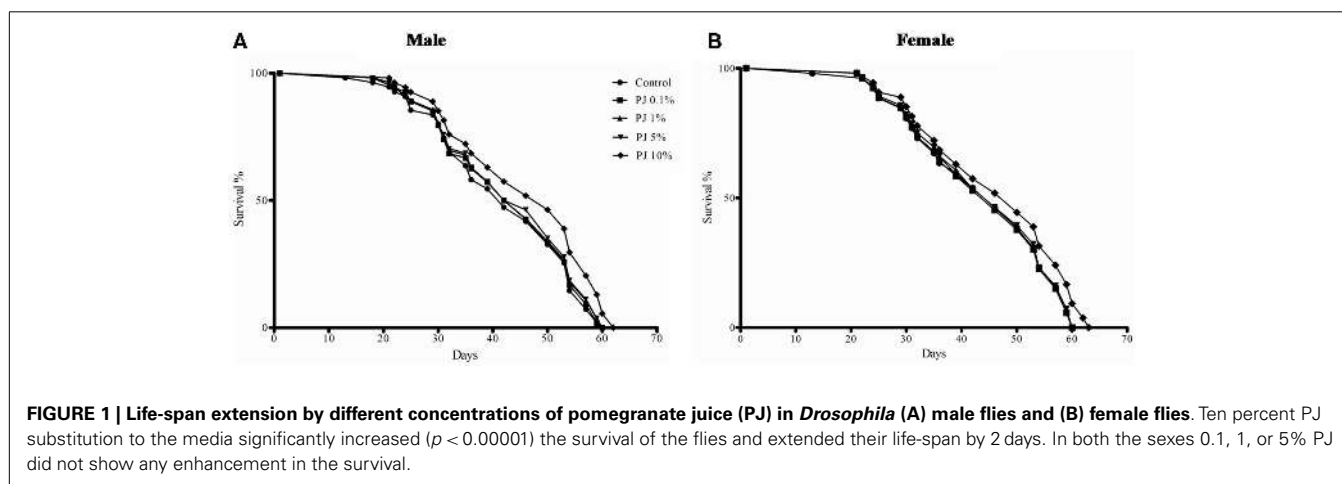 A Male
B Female
100
50
0
Survival %
0 10 20 30 40 50 60 70
Days
Control
PJ 0.1%
PJ 1%
PJ 5%
PJ 10%
100
50
0
Survival %
0 10 20 30 40 50 60 70
Days
FIGURE 1 | Life-span extension by different concentrations of pomegranate juice (PJ) in Drosophila (A) male flies and (B) female flies. Ten percent PJ
substitution to the media significantly increased (p < 0.00001) the survival of the flies and extended their life-span by 2 days. In both the sexes 0.1, 1, or 5% PJ
did not show any enhancement in the survival.